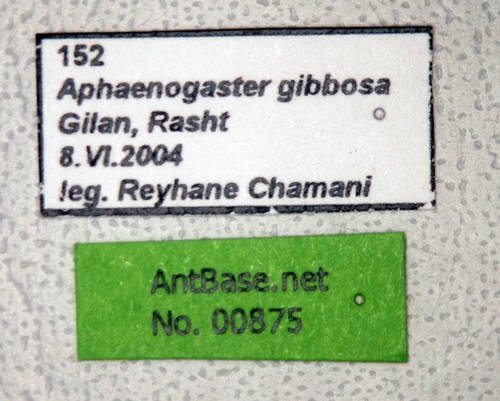 152
Aphaenogaster gibbosa
Gilan, Rasht
8.VI.2004
leg. Reyhane Chamani
AntBase.net
No. 00875